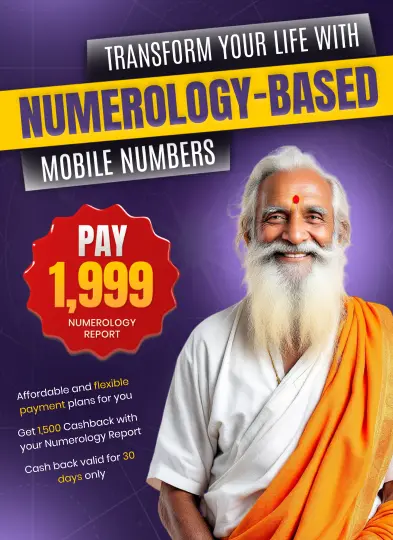 TRANSFORM YOUR LIFE WITH
NUMEROLOGY-BASED
MOBILE NUMBERS
PAY
1,999
NUMEROLOGY
REPORT
Affordable and flexible
payment plans for you
Get 1,500 Cashback with
your Numerology Report
Cash back valid for 30
days only